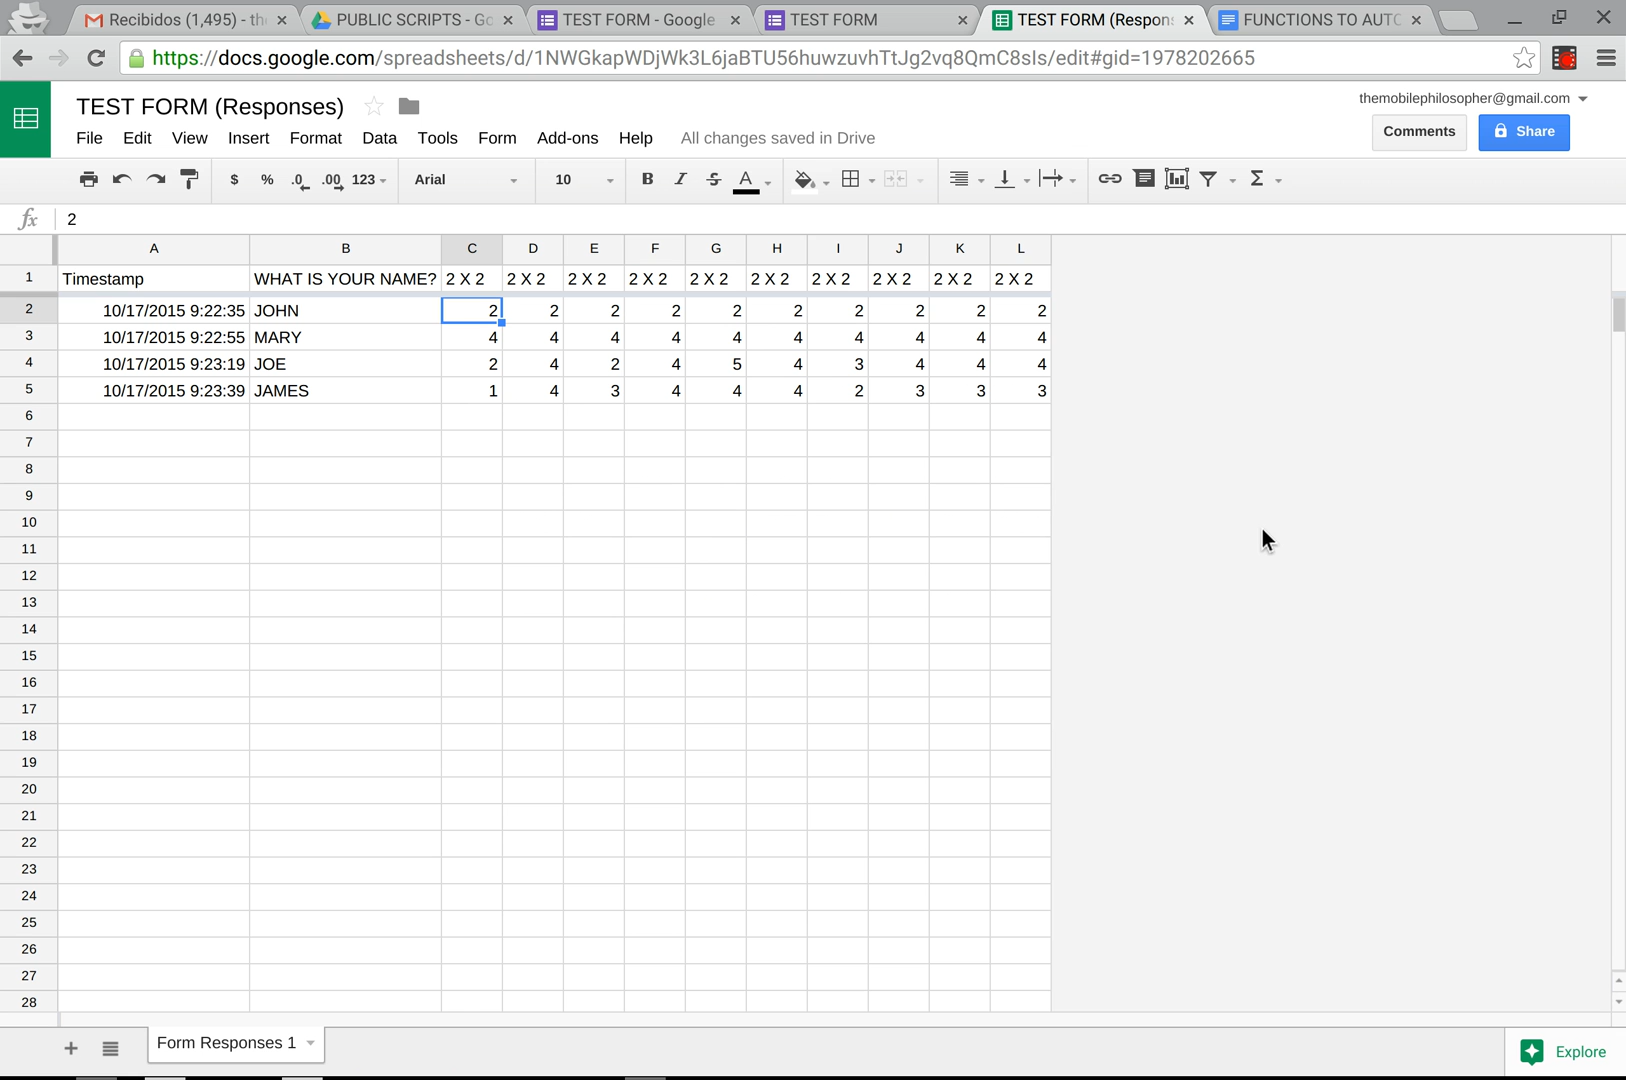 Recibidos (1,495) - th
PUBLIC SCRIPTS - Go
TEST FORM - Google
TEST FORM
TEST FORM (Respon
FUNCTIONS TO AUTO
https://docs.google.com/spreadsheets/d/1NWGkapWDjWk3L6jaBTU56huwzuvhTtJg2vq8QmC8sIs/edit#gid=1978202665
TEST FORM (Responses)
themobilephilosopher@gmail.com
File Edit View Insert Format Data Tools Form Add-ons Help All changes saved in Drive
Comments Share
$ % .0 .00 123 Arial 10 B I S A Σ
fx 2
A B C D E F G H I J K L
1 Timestamp WHAT IS YOUR NAME? 2 X 2 2 X 2 2 X 2 2 X 2 2 X 2 2 X 2 2 X 2 2 X 2 2 X 2 2 X 2
2 10/17/2015 9:22:35 JOHN 2 2 2 2 2 2 2 2 2 2
3 10/17/2015 9:22:55 MARY 4 4 4 4 4 4 4 4 4 4
4 10/17/2015 9:23:19 JOE 2 4 2 4 5 4 3 4 4 4
5 10/17/2015 9:23:39 JAMES 1 4 3 4 4 4 2 3 3 3
6
7
8
9
10
11
12
13
14
15
16
17
18
19
20
21
22
23
24
25
26
27
28
Form Responses 1
Explore